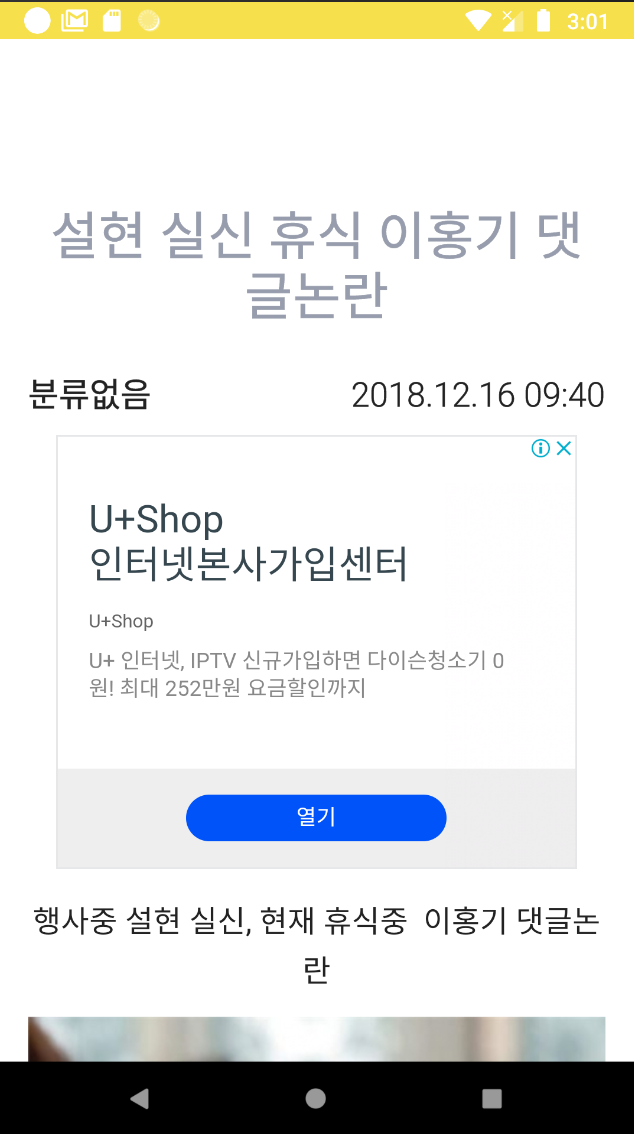 3:01
설현 실신 휴식 이홍기 댓
글논란
분류없음 2018.12.16 09:40
U+Shop
인터넷본사가입센터
U+Shop
U+ 인터넷, IPTV 신규가입하면 다이슨청소기 0
원! 최대 252만원 요금할인까지
열기
행사중 설현 실신, 현재 휴식중  이홍기 댓글논
란